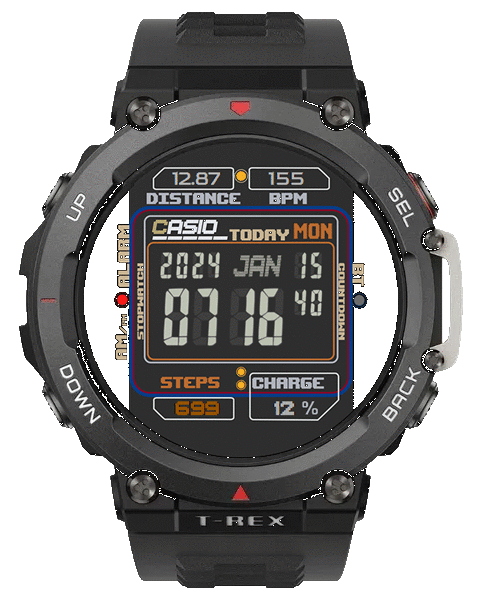 12.87 155
DISTANCE BPM
UP
SEL
CASIO TODAY MON
ALARM
STOPWATCH
2024 JAN 15
07 16 40
COUNTDOWN
BT
AM/PM
STEPS CHARGE
699 12 %
DOWN
BACK
T-REX